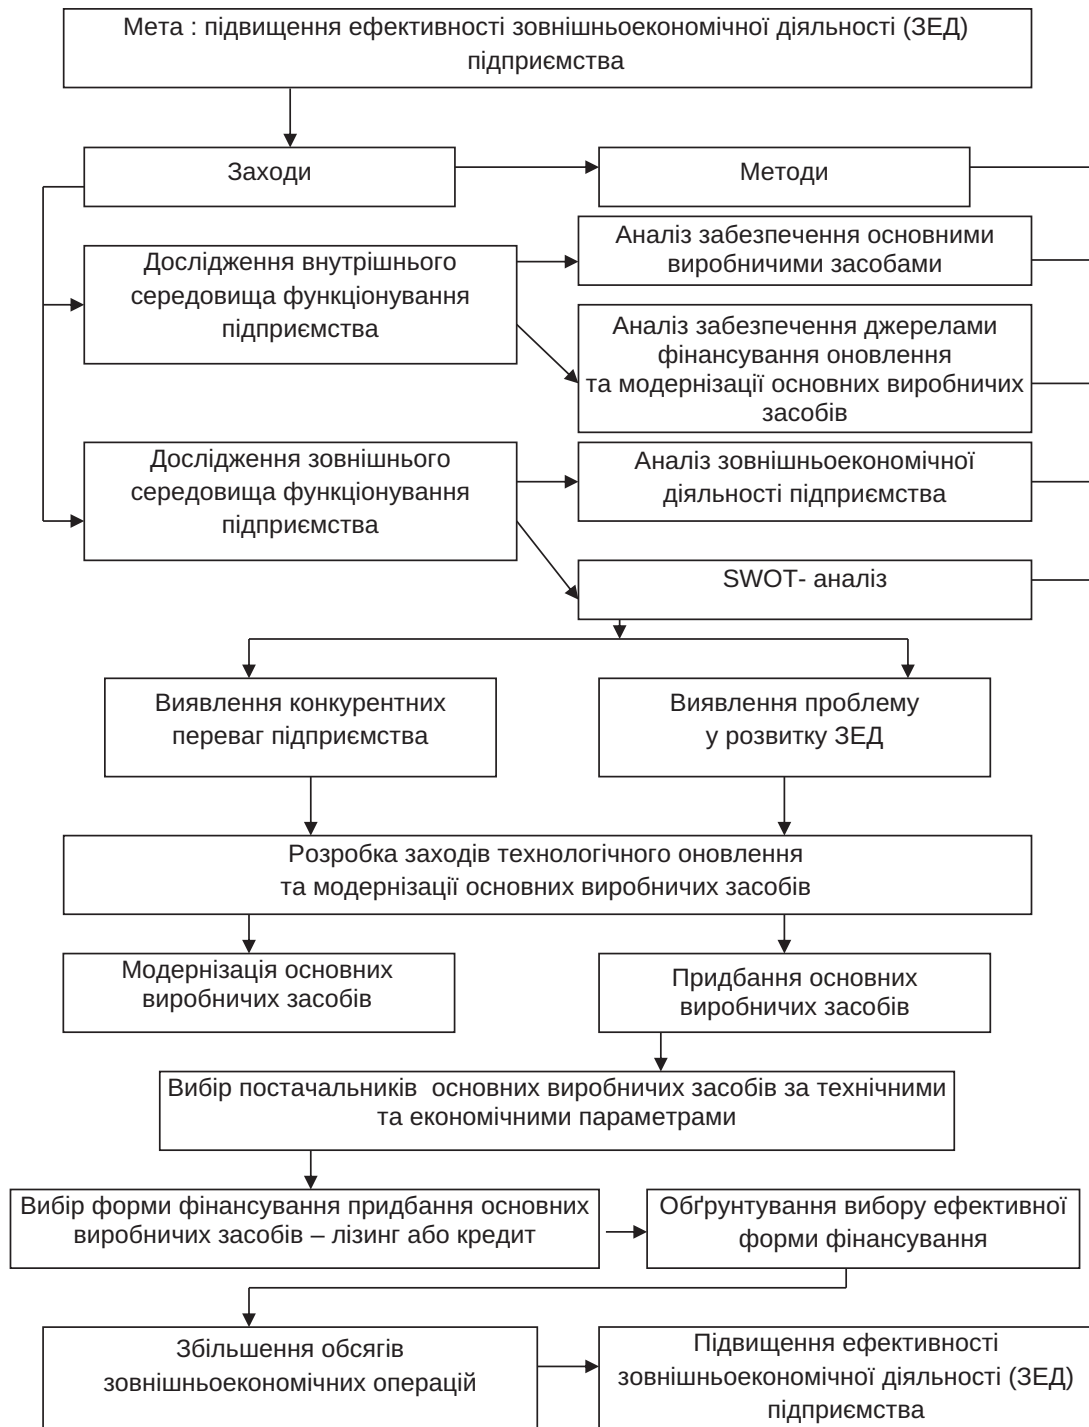 Мета : підвищення ефективності зовнішньоекономічної діяльності (ЗЕД)
підприємства
Заходи
Методи
Дослідження внутрішнього
середовища функціонування
підприємства
Аналіз забезпечення основними
виробничими засобами
Аналіз забезпечення джерелами
фінансування оновлення
та модернізації основних виробничих
засобів
Дослідження зовнішнього
середовища функціонування
підприємства
Аналіз зовнішньоекономічної
діяльності підприємства
SWOT- аналіз
Виявлення конкурентних
переваг підприємства
Виявлення проблему
у розвитку ЗЕД
Розробка заходів технологічного оновлення
та модернізації основних виробничих засобів
Модернізація основних
виробничих засобів
Придбання основних
виробничих засобів
Вибір постачальників основних виробничих засобів за технічними
та економічними параметрами
Вибір форми фінансування придбання основних
виробничих засобів – лізинг або кредит
Обґрунтування вибору ефективної
форми фінансування
Збільшення обсягів
зовнішньоекономічних операцій
Підвищення ефективності
зовнішньоекономічної діяльності (ЗЕД)
підприємства